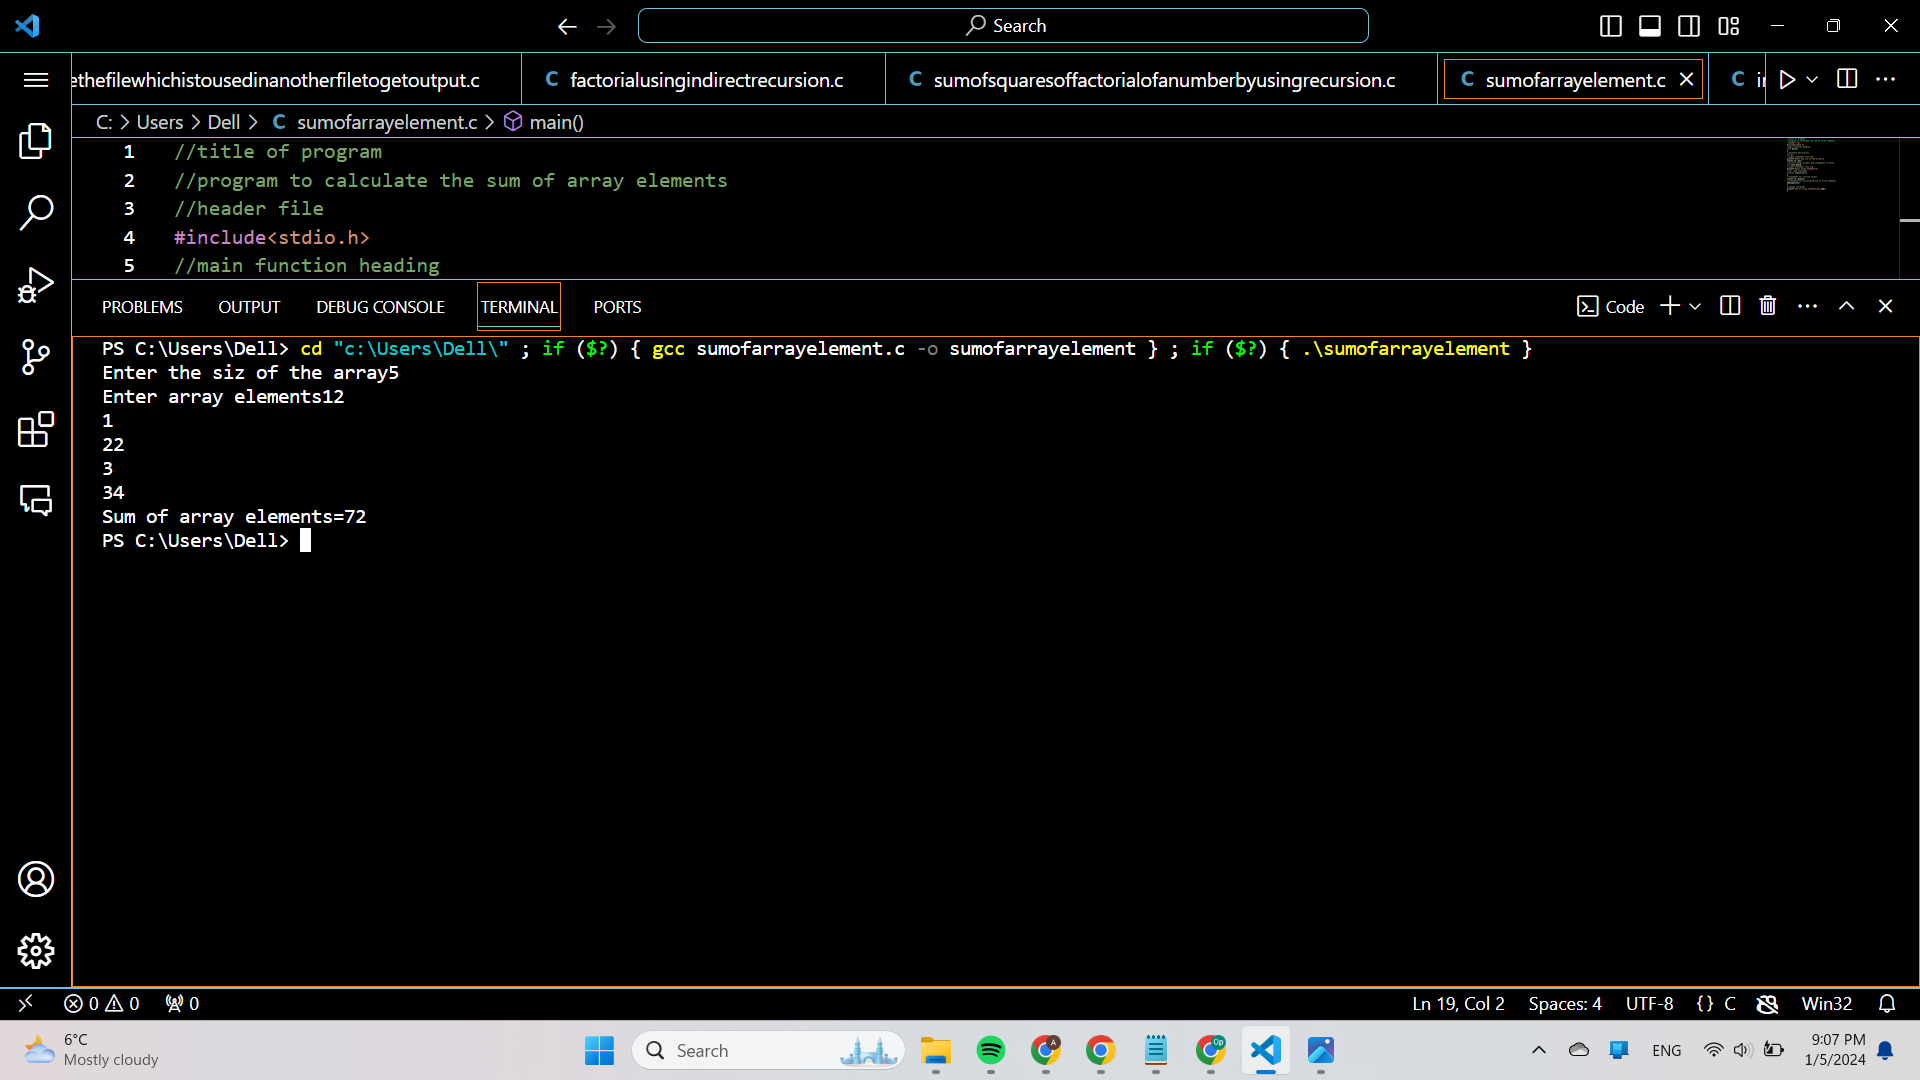 Search
ethefilewhichistousedinanotherfiletogetoutput.c
C factorialusingindirectrecursion.c
C sumofsquaresoffactorialofanumberbyusingrecursion.c
C sumofarrayelement.c
C
C: > Users > Dell > C sumofarrayelement.c > main()
1 //title of program
2 //program to calculate the sum of array elements
3 //header file
4 #include<stdio.h>
5 //main function heading
PROBLEMS OUTPUT DEBUG CONSOLE TERMINAL PORTS Code
PS C:\Users\Dell> cd "c:\Users\Dell\" ; if ($?) { gcc sumofarrayelement.c -o sumofarrayelement } ; if ($?) { .\sumofarrayelement }
Enter the siz of the array5
Enter array elements12
1
22
3
34
Sum of array elements=72
PS C:\Users\Dell>
0 0 0 Ln 19, Col 2 Spaces: 4 UTF-8 {} C Win32
6°C
Mostly cloudy
Search
A
Op
ENG
9:07 PM
1/5/2024